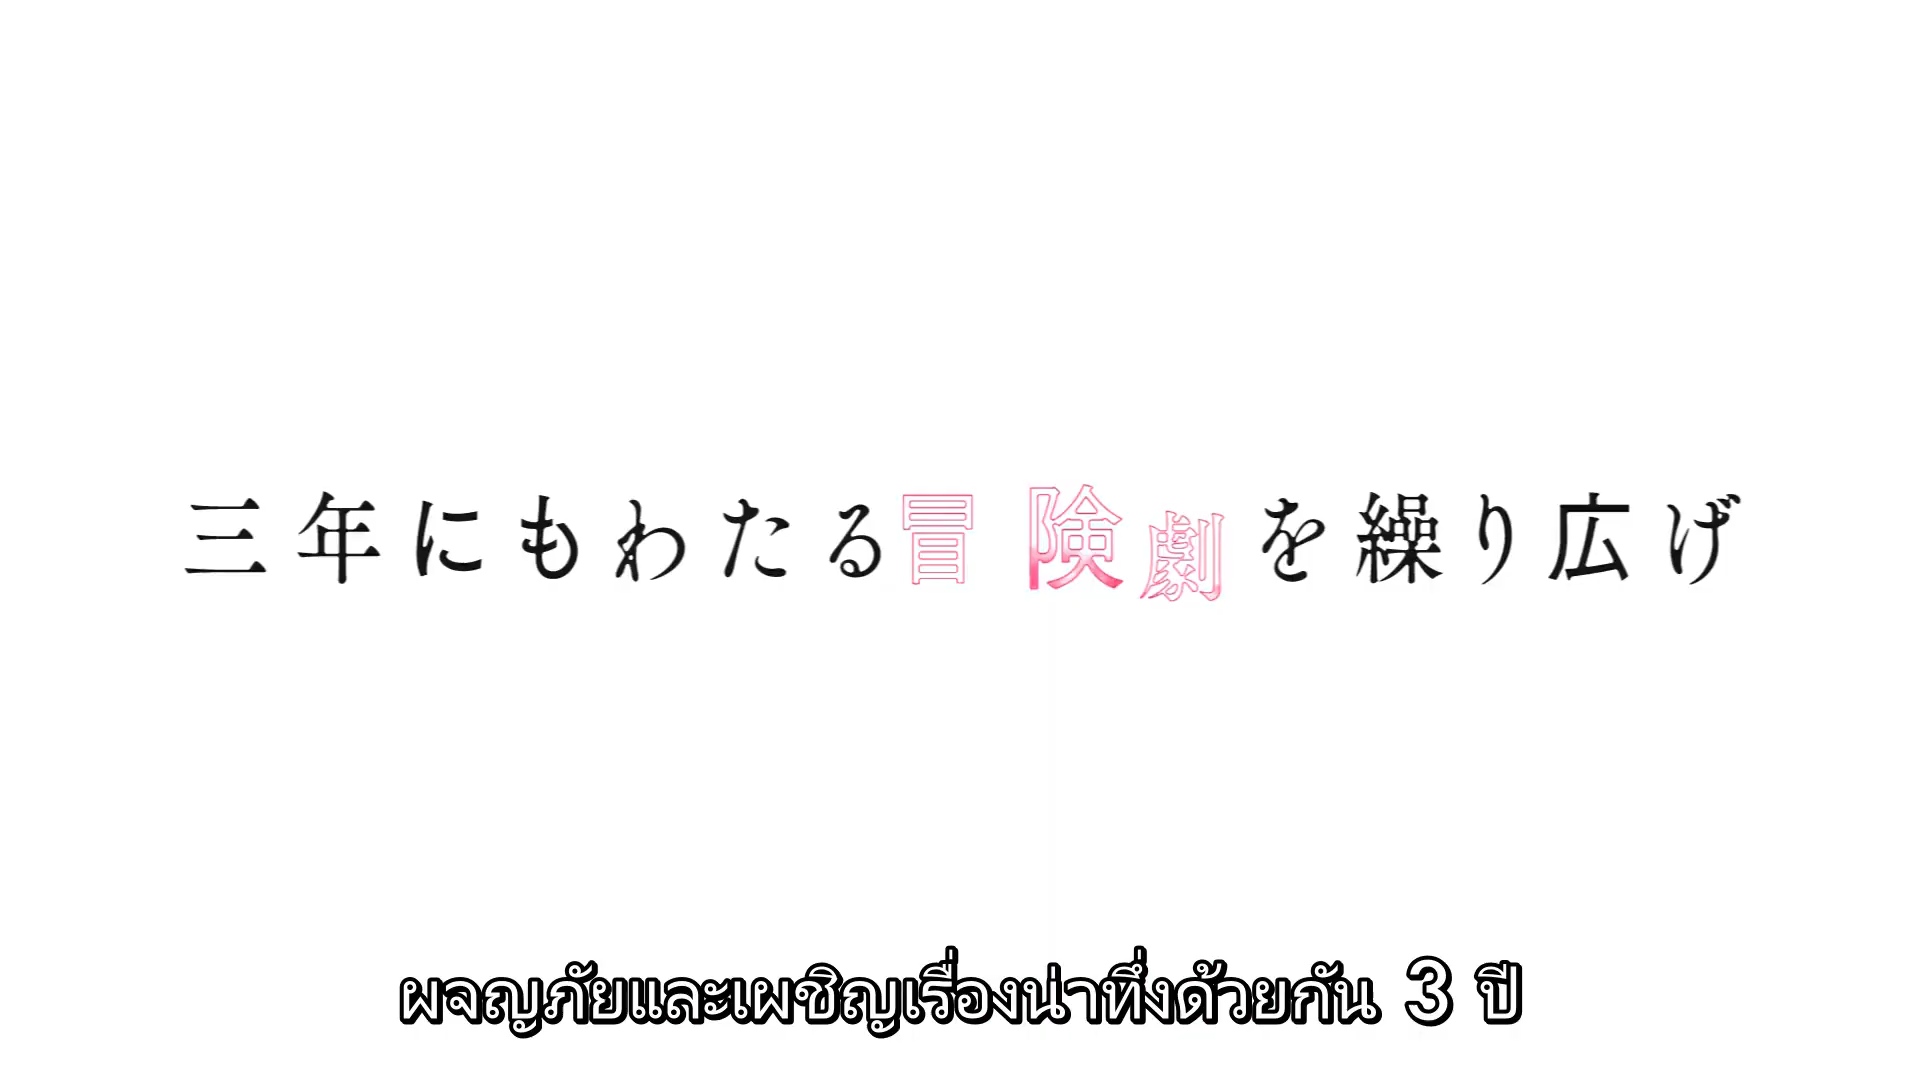 三年にもわたる冒険劇を繰り広げ
ผจญภัยและเผชิญเรื่องน่าทึ่งด้วยกัน 3 ปี